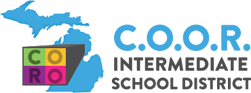 C O
R O
C.O.O.R.
INTERMEDIATE
SCHOOL DISTRICT